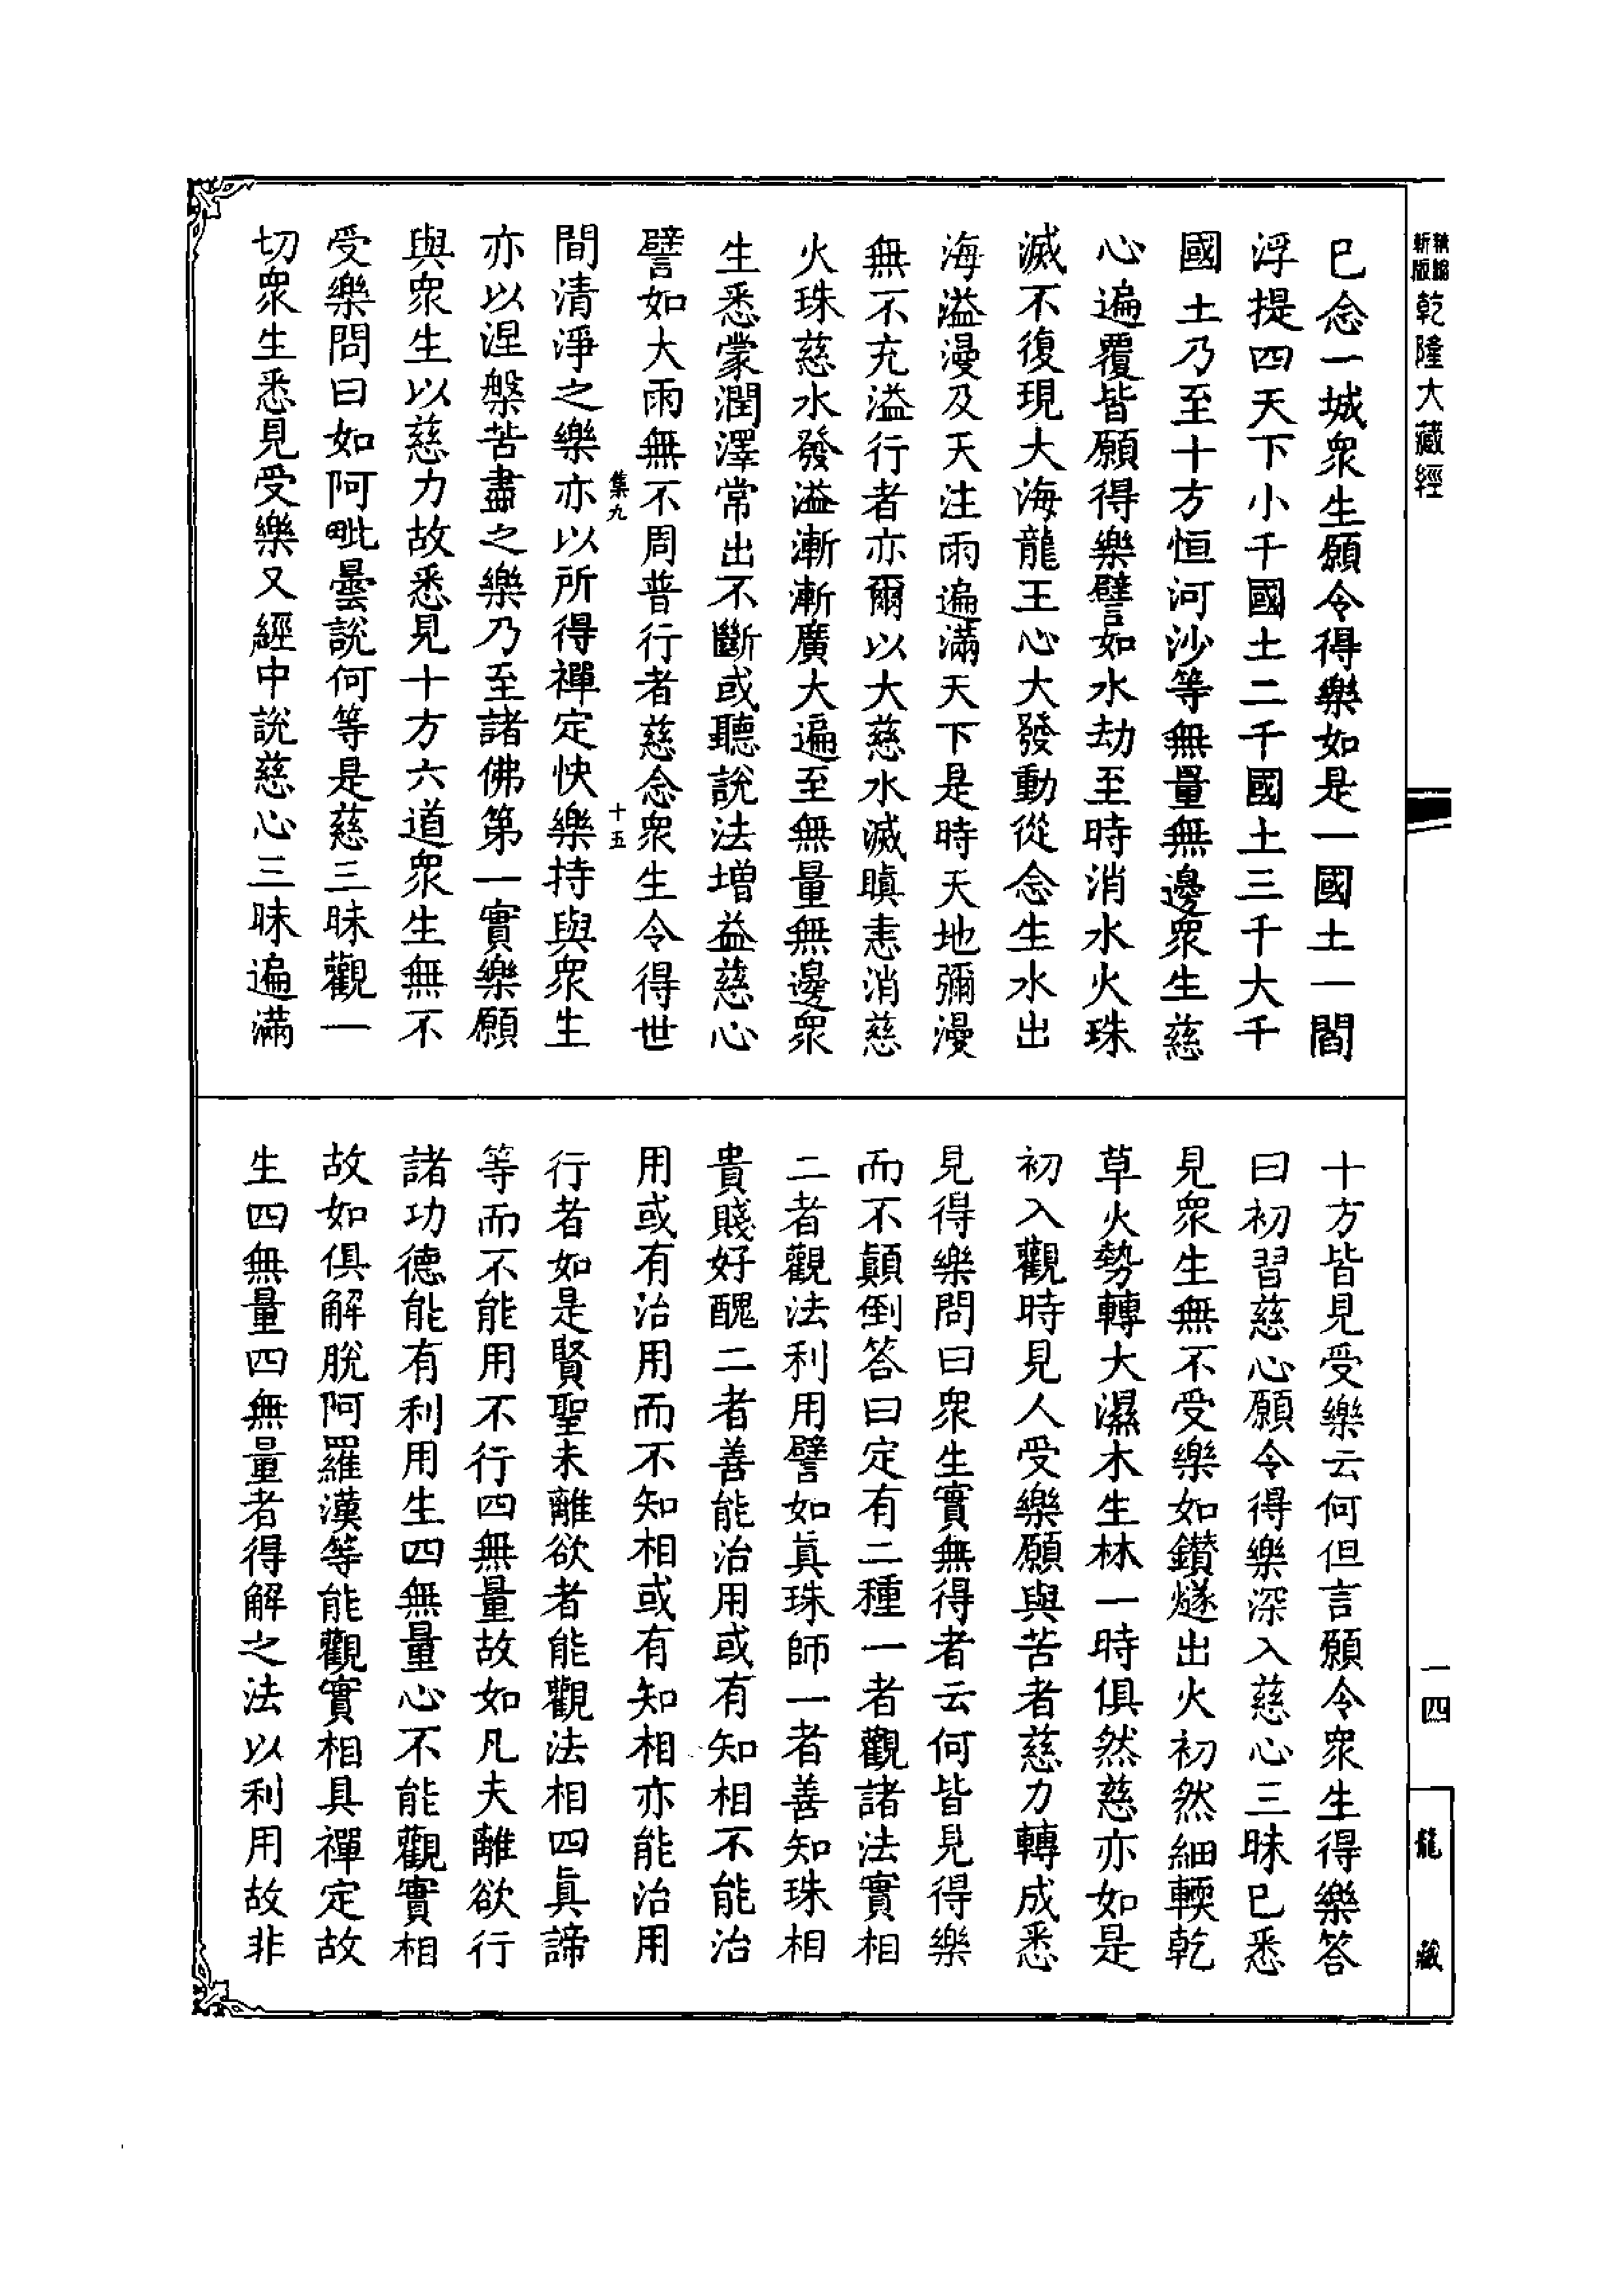 精縮
新版
乾隆大藏經
一四
龍藏
已念一城衆生願令得樂如是一國土一閻
浮提四天下小千國土二千國土三千大千
國土乃至十方恒河沙等無量無邊衆生慈
心遍覆皆願得樂譬如水劫至時消水火珠
滅不復現大海龍王心大發動從念生水出
海溢漫及天注雨遍滿天下是時天地彌漫
無不充溢行者亦爾以大慈水滅瞋恚消慈
火珠慈水發溢漸漸廣大遍至無量無邊衆
生悉蒙潤澤常出不斷或聽說法增益慈心
譬如大雨無不周普行者慈念衆生令得世
集九
十五
間清淨之樂亦以所得禪定快樂持與衆生
亦以涅槃苦盡之樂乃至諸佛第一實樂願
與衆生以慈力故悉見十方六道衆生無不
受樂問曰如阿毗曇說何等是慈三昧觀一
切衆生悉見受樂又經中說慈心三昧遍滿
十方皆見受樂云何但言願令衆生得樂答
曰初習慈心願令得樂深入慈心三昧已悉
見衆生無不受樂如鑽燧出火初然細輭乾
草火勢轉大濕木生林一時俱然慈亦如是
初入觀時見人受樂願與苦者慈力轉成悉
見得樂問曰衆生實無得者云何皆見得樂
而不顛倒答曰定有二種一者觀諸法實相
二者觀法利用譬如真珠師一者善知珠相
貴賤好醜二者善能治用或有知相不能治
用或有治用而不知相或有知相亦能治用
行者如是賢聖未離欲者能觀法相四真諦
等而不能用不行四無量故如凡夫離欲行
諸功德能有利用生四無量心不能觀實相
故如俱解脫阿羅漢等能觀實相具禪定故
生四無量四無量者得解之法以利用故非